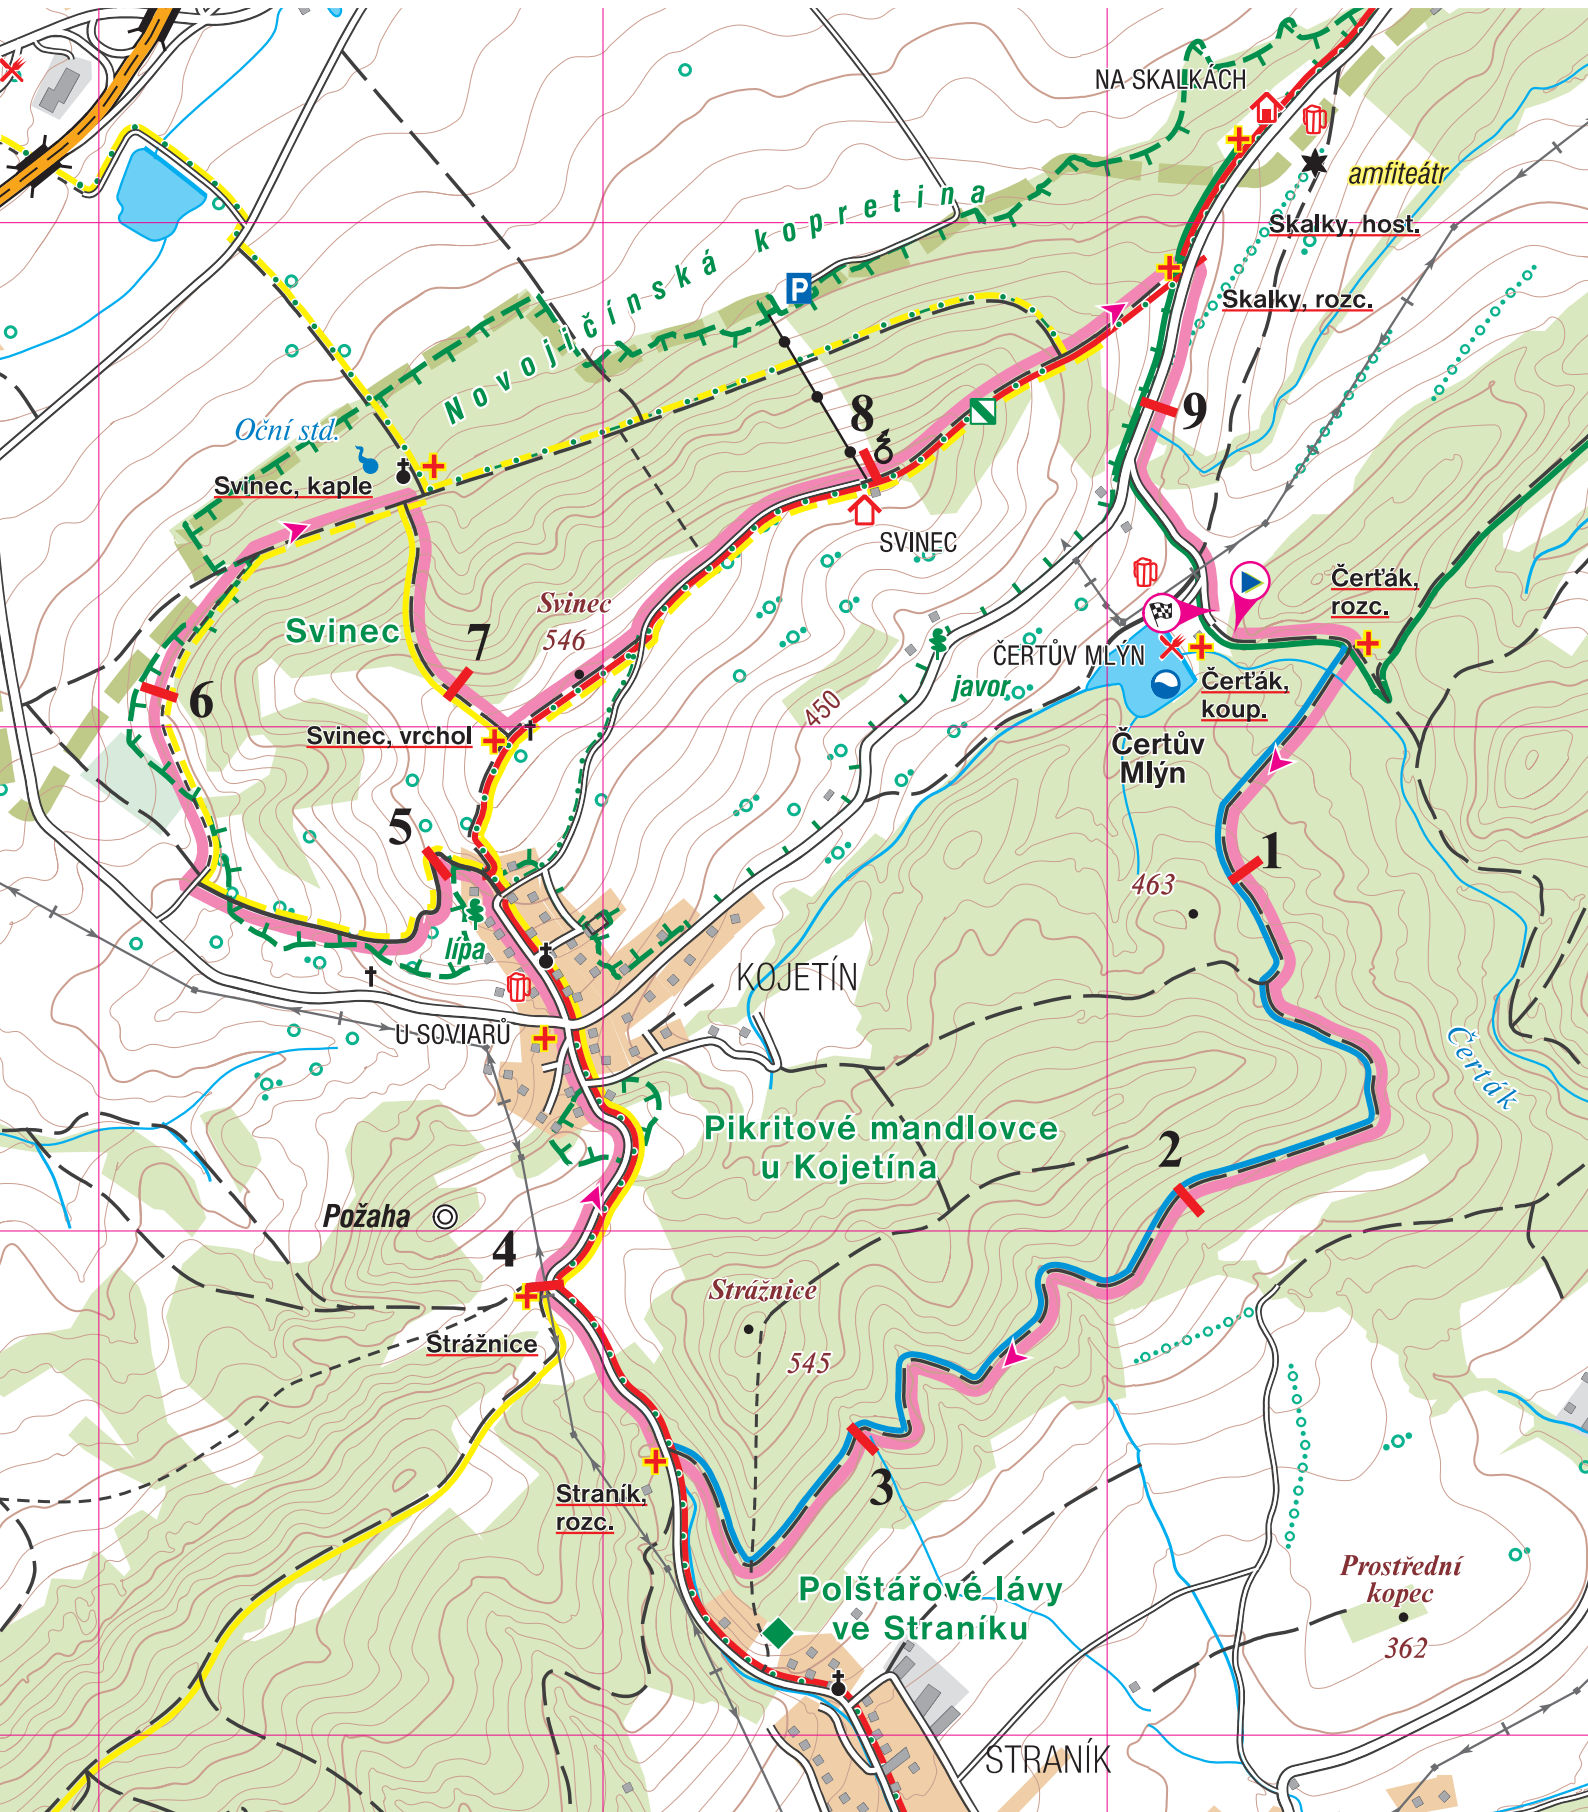 NA SKALKÁCH
amfiteátr
Skalky, host.
Novojičínská kopretina
P
Skalky, rozc.
8
9
Oční std.
Svinec, kaple
SVINEC
Svinec
546
Svinec
7
6
Čerťák,
rozc.
ČERTŮV MLÝN
javor
Čerťák,
koup.
450
Svinec, vrchol
Čertův
Mlýn
5
1
463
lípa
KOJETÍN
U SOVIARŮ
Čerťák
Pikritové mandlovce
u Kojetína
2
Požaha
4
Strážnice
545
Strážnice
3
Straník,
rozc.
Polštářové lávy
ve Straníku
Prostřední
kopec
362
STRANÍK